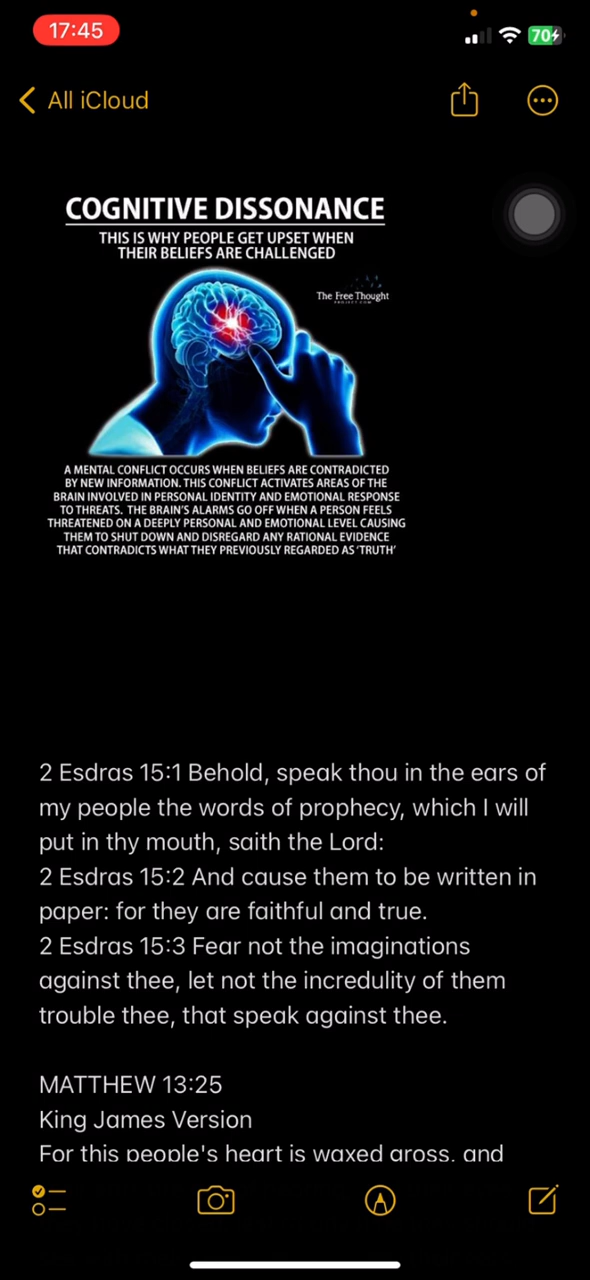 17:45
70
All iCloud
COGNITIVE DISSONANCE
THIS IS WHY PEOPLE GET UPSET WHEN
THEIR BELIEFS ARE CHALLENGED
The Free Thought
PROJECT.COM
A MENTAL CONFLICT OCCURS WHEN BELIEFS ARE CONTRADICTED
BY NEW INFORMATION. THIS CONFLICT ACTIVATES AREAS OF THE
BRAIN INVOLVED IN PERSONAL IDENTITY AND EMOTIONAL RESPONSE
TO THREATS. THE BRAIN'S ALARMS GO OFF WHEN A PERSON FEELS
THREATENED ON A DEEPLY PERSONAL AND EMOTIONAL LEVEL CAUSING
THEM TO SHUT DOWN AND DISREGARD ANY RATIONAL EVIDENCE
THAT CONTRADICTS WHAT THEY PREVIOUSLY REGARDED AS 'TRUTH'
2 Esdras 15:1 Behold, speak thou in the ears of
my people the words of prophecy, which I will
put in thy mouth, saith the Lord:
2 Esdras 15:2 And cause them to be written in
paper: for they are faithful and true.
2 Esdras 15:3 Fear not the imaginations
against thee, let not the incredulity of them
trouble thee, that speak against thee.
MATTHEW 13:25
King James Version
For this people's heart is waxed gross, and